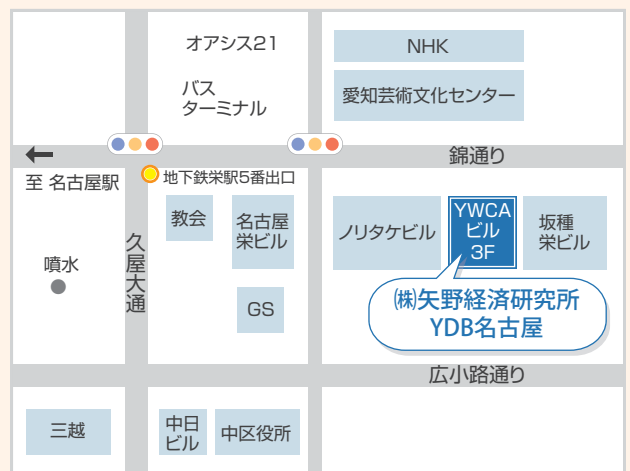 オアシス21
バス
ターミナル
NHK
愛知芸術文化センター
錦通り
至 名古屋駅
地下鉄栄駅5番出口
教会
名古屋
栄ビル
ノリタケビル
YWCA
ビル
3F
坂種
栄ビル
久屋大通
噴水
GS
㈱矢野経済研究所
YDB名古屋
広小路通り
三越
中日
ビル
中区役所